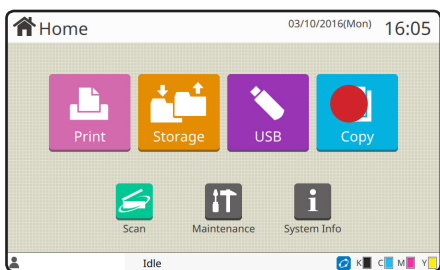 Home 03/10/2016(Mon) 16:05
Print Storage USB Copy
Scan Maintenance System Info
Idle K C M Y